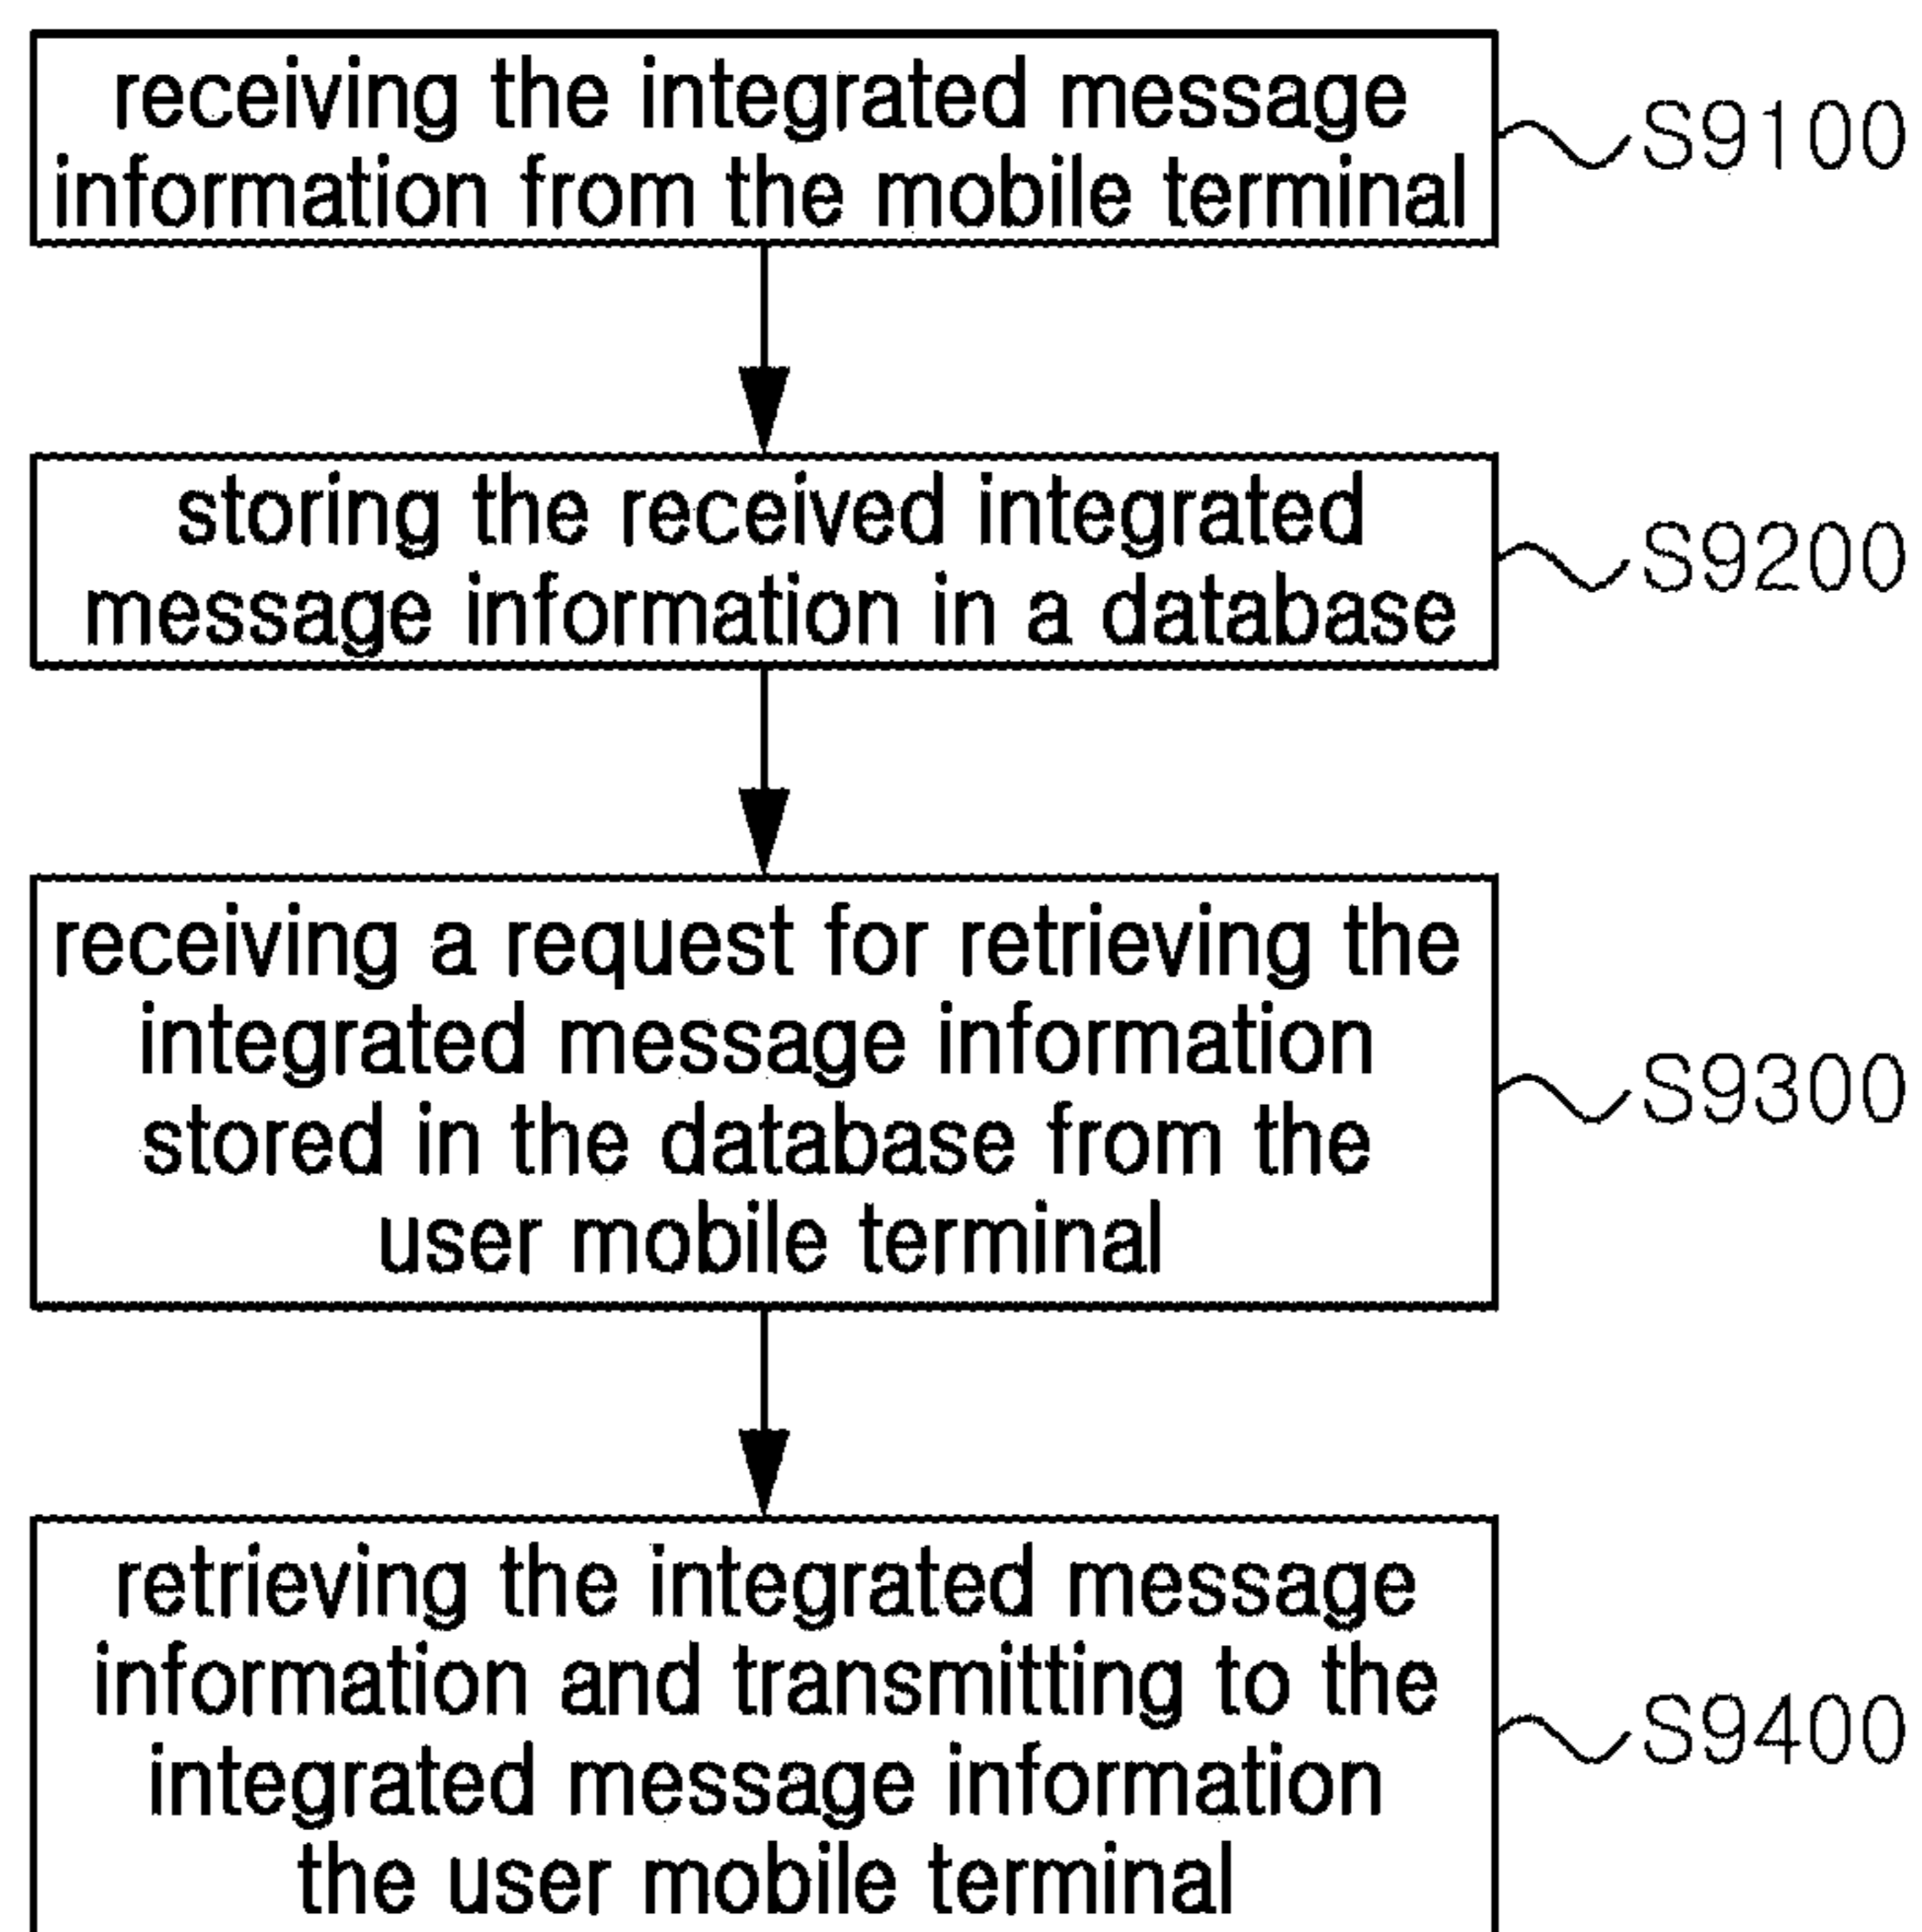 receiving the integrated message
information from the mobile terminal
S9100
storing the received integrated
message information in a database
S9200
receiving a request for retrieving the
integrated message information
stored in the database from the
user mobile terminal
S9300
retrieving the integrated message
information and transmitting to the
integrated message information
the user mobile terminal
S9400